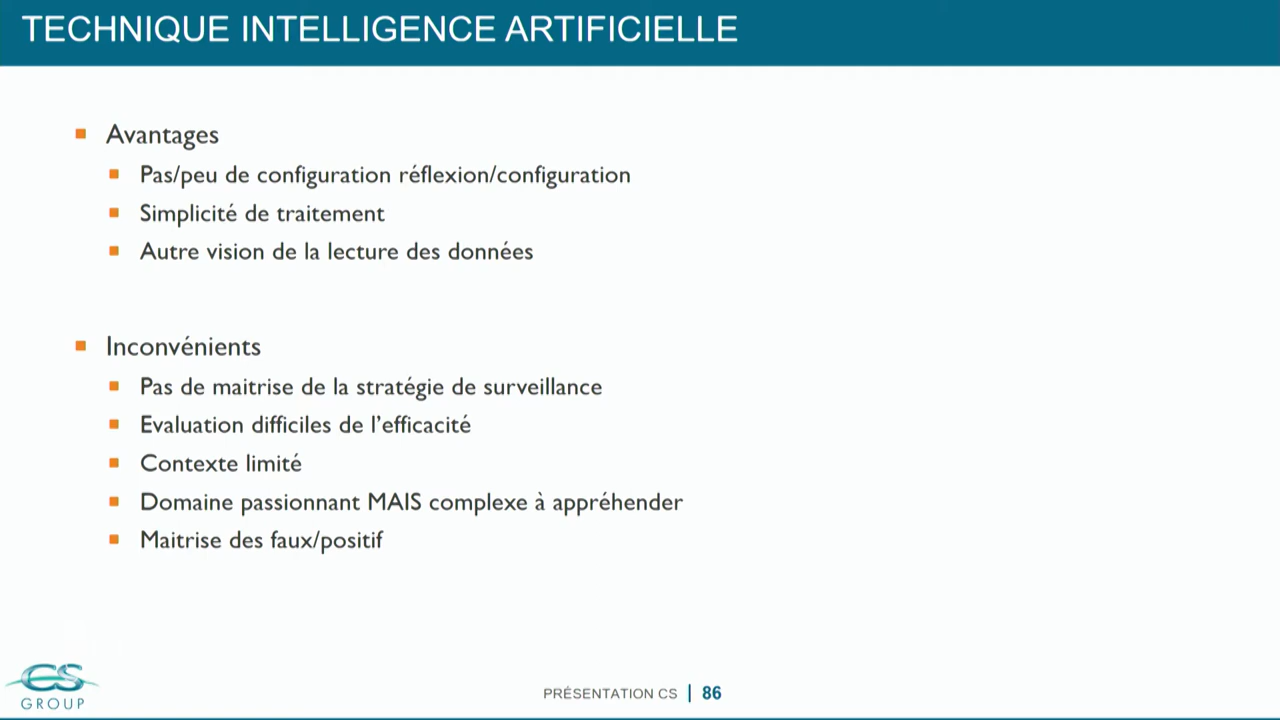 TECHNIQUE INTELLIGENCE ARTIFICIELLE
Avantages
Pas/peu de configuration réflexion/configuration
Simplicité de traitement
Autre vision de la lecture des données
Inconvénients
Pas de maitrise de la stratégie de surveillance
Evaluation difficiles de l'efficacité
Contexte limité
Domaine passionnant MAIS complexe à appréhender
Maitrise des faux/positif
CS
GROUP
PRÉSENTATION CS | 86